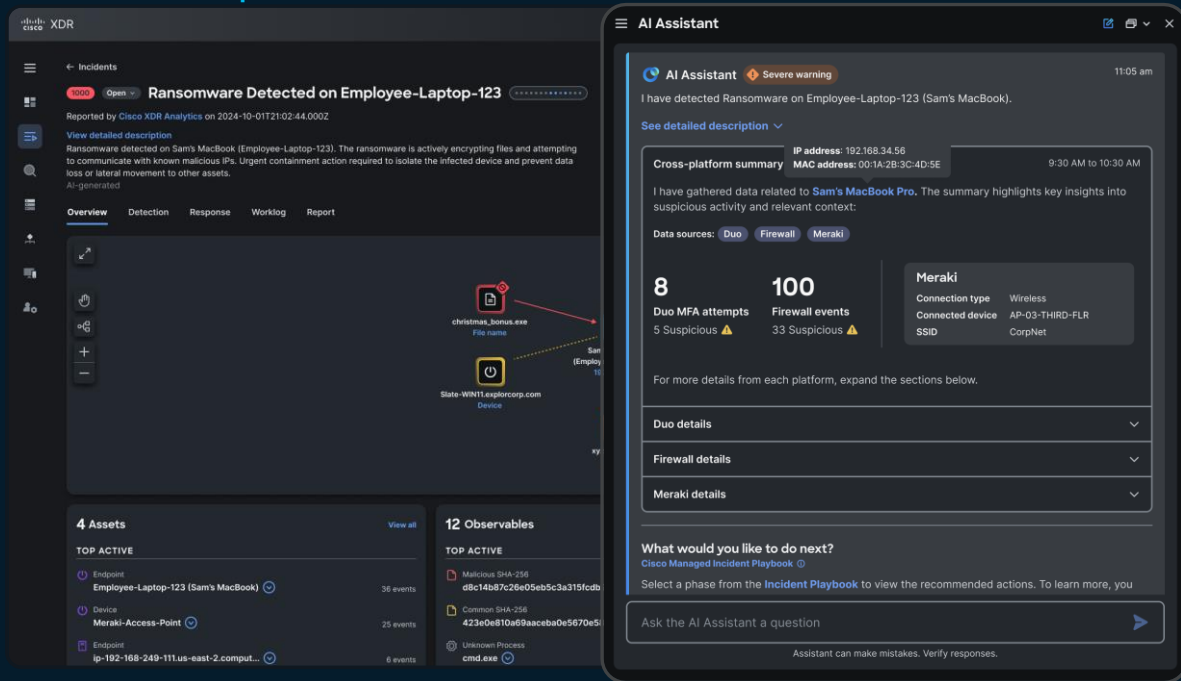 cisco XDR
← Incidents
1000 Open Ransomware Detected on Employee-Laptop-123
Reported by Cisco XDR Analytics on 2024-10-01T21:02:44.000Z
View detailed description
Ransomware detected on Sam's MacBook (Employee-Laptop-123). The ransomware is actively encrypting files and attempting
to communicate with known malicious IPs. Urgent containment action required to isolate the infected device and prevent data
loss or lateral movement to other assets.
AI-generated
Overview Detection Response Worklog Report
christmas_bonus.exe
File name
San
(Employ
Slate-WIN11.explorcorp.com
Device
xy
4 Assets View all
TOP ACTIVE
Endpoint
Employee-Laptop-123 (Sam's MacBook) 36 events
Device
Meraki-Access-Point 25 events
Endpoint
ip-192-168-249-111.us-east-2.comput... 6 events
12 Observables
TOP ACTIVE
Malicious SHA-256
d8c14b87c26e05eb5c3a315fcdb
Common SHA-256
423e0e810a69aaceba0e5670e58
Unknown Process
cmd.exe
AI Assistant
AI Assistant Severe warning 11:05 am
I have detected Ransomware on Employee-Laptop-123 (Sam's MacBook).
See detailed description
IP address: 192.168.34.56
MAC address: 00:1A:2B:3C:4D:5E
Cross-platform summary 9:30 AM to 10:30 AM
I have gathered data related to Sam's MacBook Pro. The summary highlights key insights into
suspicious activity and relevant context:
Data sources: Duo Firewall Meraki
8
Duo MFA attempts
5 Suspicious
100
Firewall events
33 Suspicious
Meraki
Connection type Wireless
Connected device AP-03-THIRD-FLR
SSID CorpNet
For more details from each platform, expand the sections below.
Duo details
Firewall details
Meraki details
What would you like to do next?
Cisco Managed Incident Playbook
Select a phase from the Incident Playbook to view the recommended actions. To learn more, you
Ask the AI Assistant a question
Assistant can make mistakes. Verify responses.